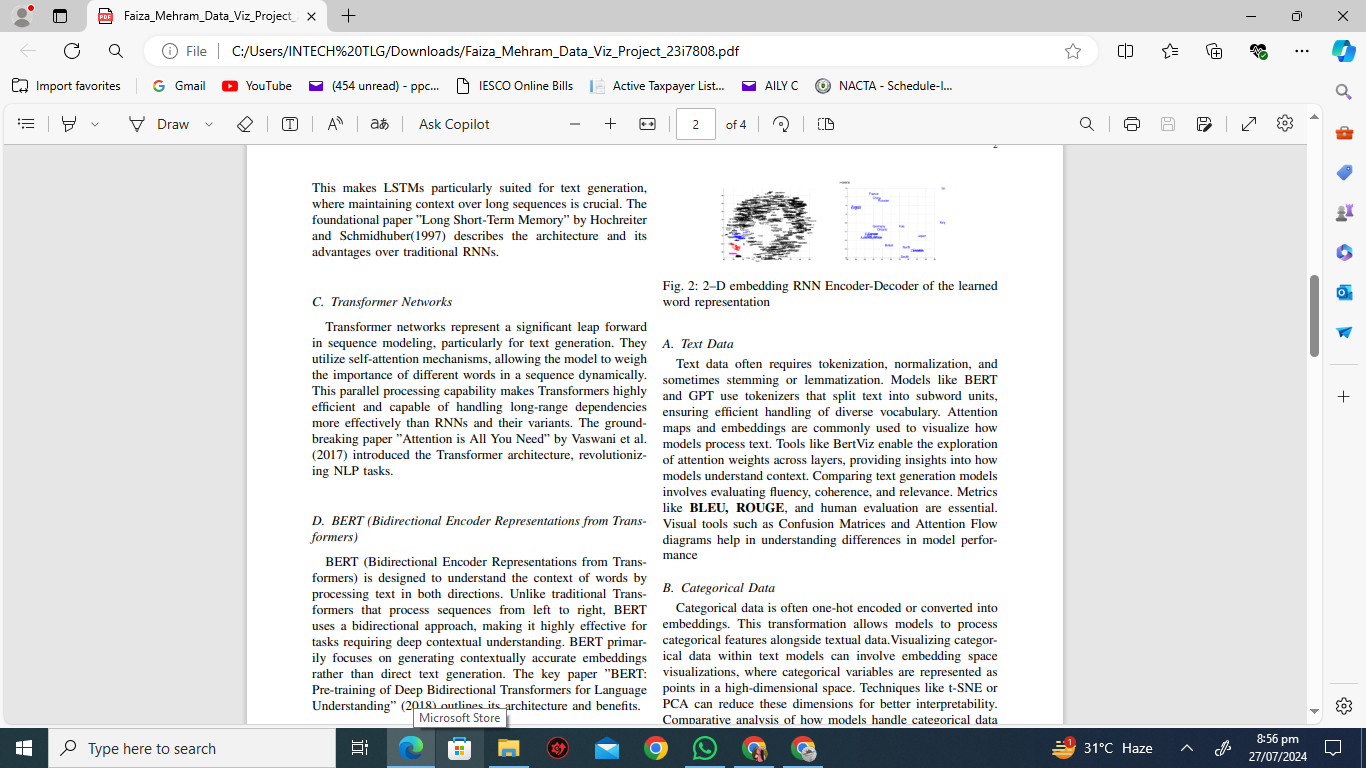 Faiza_Mehram_Data_Viz_Project_
File
C:/Users/INTECH%20TLG/Downloads/Faiza_Mehram_Data_Viz_Project_23i7808.pdf
Import favorites
Gmail
YouTube
(454 unread) - ppc...
IESCO Online Bills
Active Taxpayer List...
AILY C
NACTA - Schedule-I...
Draw
Ask Copilot
2
of 4
This makes LSTMs particularly suited for text generation,
where maintaining context over long sequences is crucial. The
foundational paper ”Long Short-Term Memory” by Hochreiter
and Schmidhuber(1997) describes the architecture and its
advantages over traditional RNNs.
C. Transformer Networks
Transformer networks represent a significant leap forward
in sequence modeling, particularly for text generation. They
utilize self-attention mechanisms, allowing the model to weigh
the importance of different words in a sequence dynamically.
This parallel processing capability makes Transformers highly
efficient and capable of handling long-range dependencies
more effectively than RNNs and their variants. The ground-
breaking paper ”Attention is All You Need” by Vaswani et al.
(2017) introduced the Transformer architecture, revolutioniz-
ing NLP tasks.
D. BERT (Bidirectional Encoder Representations from Trans-
formers)
BERT (Bidirectional Encoder Representations from Trans-
formers) is designed to understand the context of words by
processing text in both directions. Unlike traditional Trans-
formers that process sequences from left to right, BERT
uses a bidirectional approach, making it highly effective for
tasks requiring deep contextual understanding. BERT primar-
ily focuses on generating contextually accurate embeddings
rather than direct text generation. The key paper ”BERT:
Pre-training of Deep Bidirectional Transformers for Language
Understanding” (2018) outlines its architecture and benefits.
Fig. 2: 2–D embedding RNN Encoder-Decoder of the learned
word representation
A. Text Data
Text data often requires tokenization, normalization, and
sometimes stemming or lemmatization. Models like BERT
and GPT use tokenizers that split text into subword units,
ensuring efficient handling of diverse vocabulary. Attention
maps and embeddings are commonly used to visualize how
models process text. Tools like BertViz enable the exploration
of attention weights across layers, providing insights into how
models understand context. Comparing text generation models
involves evaluating fluency, coherence, and relevance. Metrics
like BLEU, ROUGE, and human evaluation are essential.
Visual tools such as Confusion Matrices and Attention Flow
diagrams help in understanding differences in model perfor-
mance
B. Categorical Data
Categorical data is often one-hot encoded or converted into
embeddings. This transformation allows models to process
categorical features alongside textual data.Visualizing categor-
ical data within text models can involve embedding space
visualizations, where categorical variables are represented as
points in a high-dimensional space. Techniques like t-SNE or
PCA can reduce these dimensions for better interpretability.
Comparative analysis of how models handle categorical data
Microsoft Store
Type here to search
1
31°C Haze
8:56 pm
27/07/2024